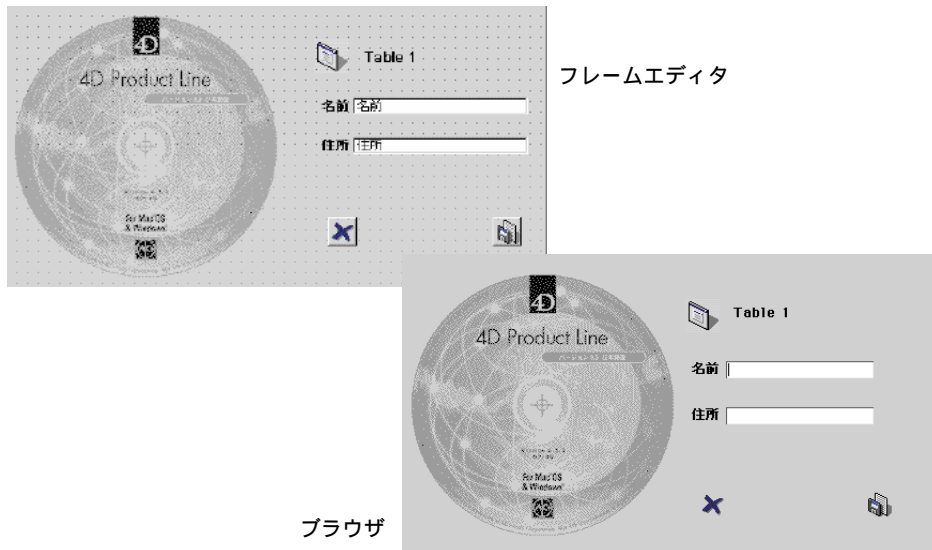 4D
4D Product Line
Table 1
フレームエディタ
名前 名前
住所 住所
For Mac OS
& Windows
4D
4D Product Line
Table 1
名前
住所
For Mac OS
& Windows
ブラウザ